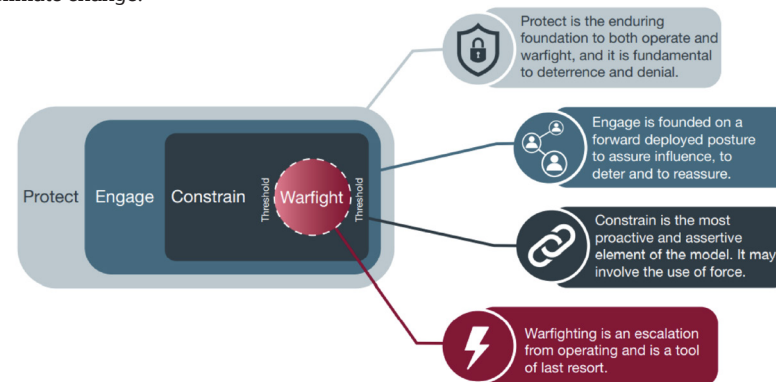 Protect is the enduring
foundation to both operate and
warfight, and it is fundamental
to deterrence and denial.
Engage is founded on a
forward deployed posture
to assure influence, to
deter and to reassure.
Protect
Engage
Constrain
Threshold
Warfight
Threshold
Constrain is the most
proactive and assertive
element of the model. It may
involve the use of force.
Warfighting is an escalation
from operating and is a tool
of last resort.